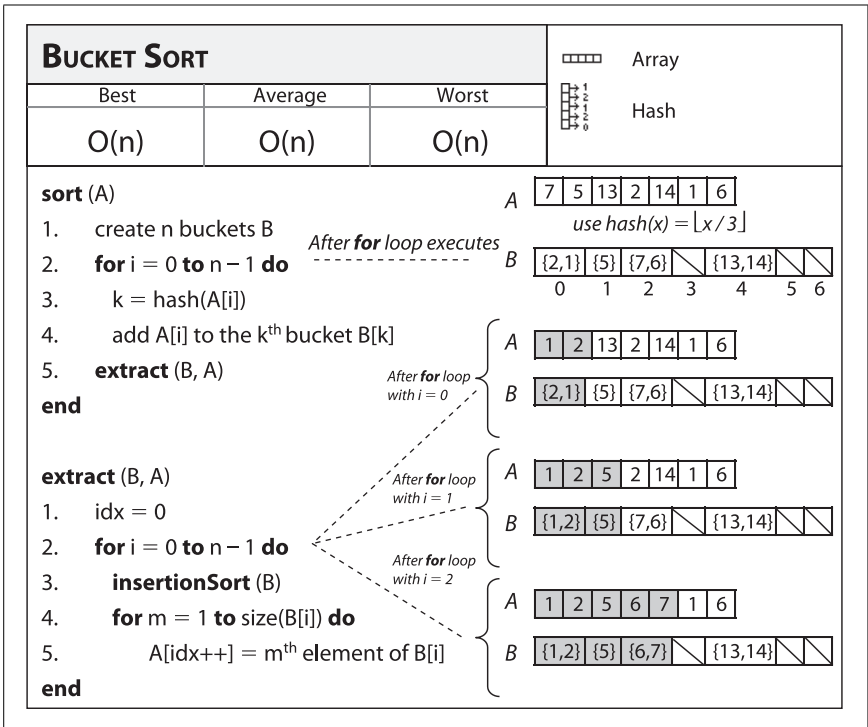 BUCKET SORT
Best Average Worst
O(n) O(n) O(n)
Array
1
2
1
2
0
Hash
sort (A)
1. create n buckets B
2. for i = 0 to n – 1 do
3. k = hash(A[i])
4. add A[i] to the kth bucket B[k]
5. extract (B, A)
end
extract (B, A)
1. idx = 0
2. for i = 0 to n – 1 do
3. insertionSort (B)
4. for m = 1 to size(B[i]) do
5. A[idx++] = mth element of B[i]
end
After for loop executes
A 7 5 13 2 14 1 6
use hash(x) = ⌊x / 3⌋
B {2,1} {5} {7,6} {13,14}
0 1 2 3 4 5 6
After for loop
with i = 0
A 1 2 13 2 14 1 6
B {2,1} {5} {7,6} {13,14}
After for loop
with i = 1
A 1 2 5 2 14 1 6
B {1,2} {5} {7,6} {13,14}
After for loop
with i = 2
A 1 2 5 6 7 1 6
B {1,2} {5} {6,7} {13,14}